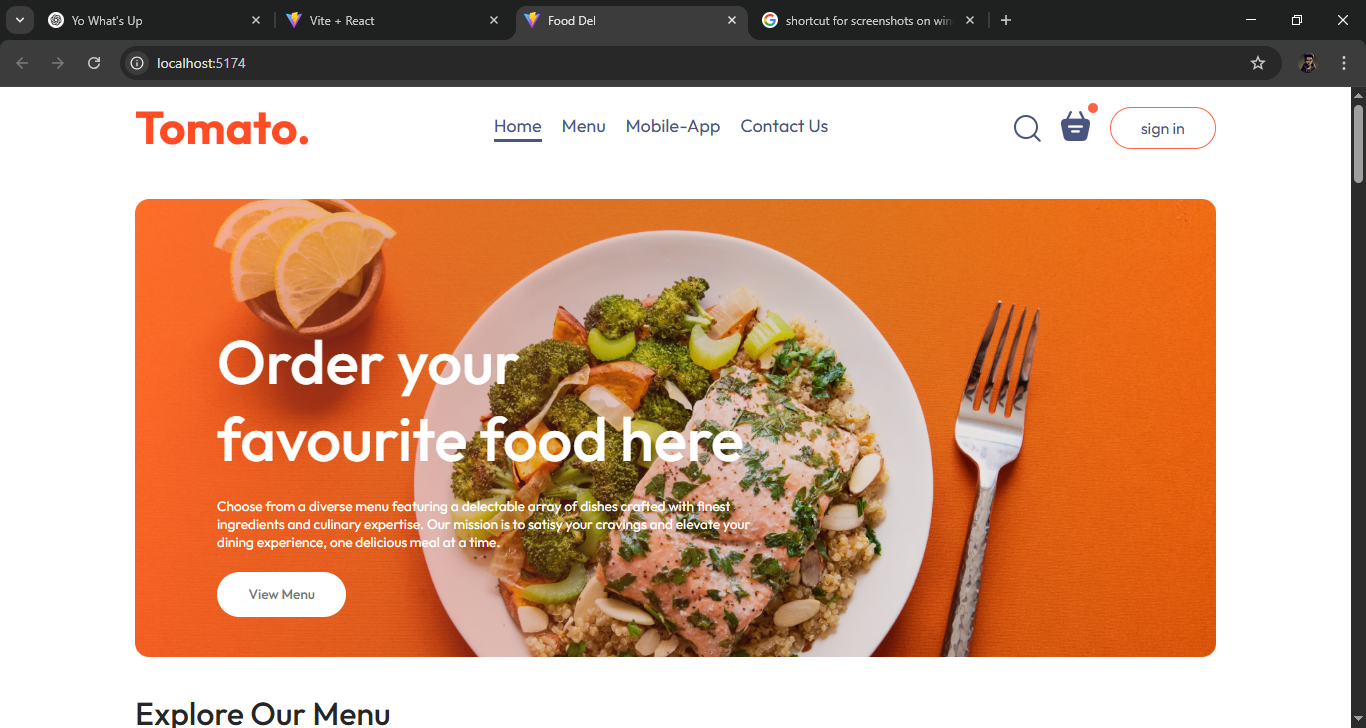 Yo What's Up
Vite + React
Food Del
shortcut for screenshots on win
localhost:5174
Tomato.
Home
Menu
Mobile-App
Contact Us
sign in
Order your
favourite food here
Choose from a diverse menu featuring a delectable array of dishes crafted with finest
ingredients and culinary expertise. Our mission is to satisy your cravings and elevate your
dining experience, one delicious meal at a time.
View Menu
Explore Our Menu